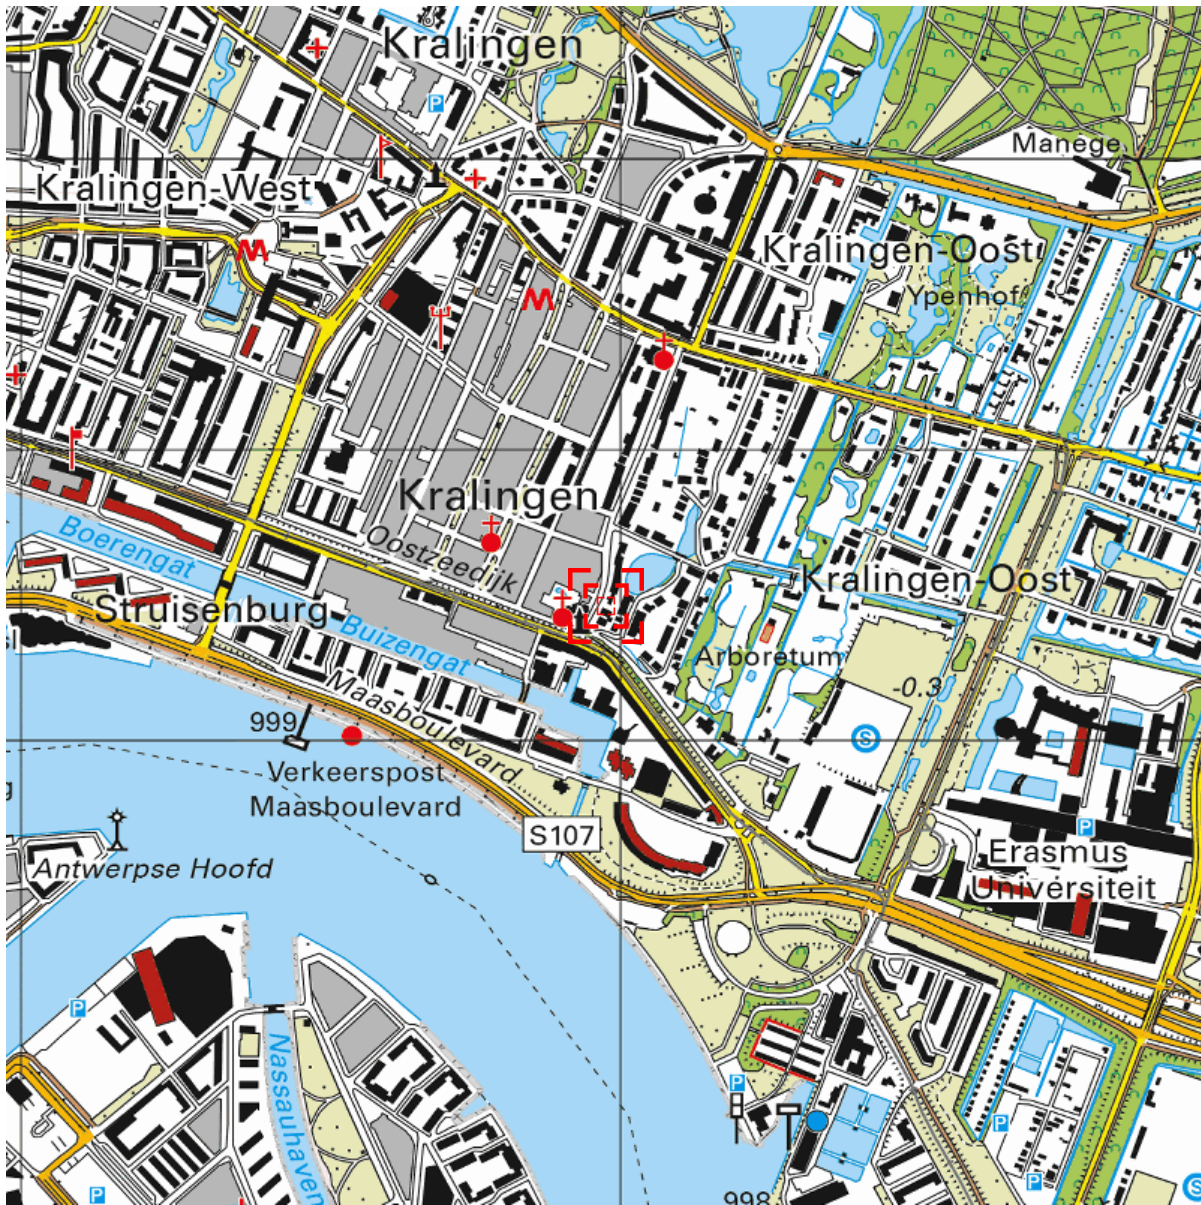 Kralingen
P
Manege
Kralingen-West
M
Kralingen-Oost
Ypenhof
M
Kralingen
Oostzeedijk
Boerengat
Kralingen-Oost
Struisenburg
Buizengat
Arboretum
-0.3
Maasboulevard
999
S
Verkeerspost
Maasboulevard
S107
P
Erasmus
Universiteit
Antwerpse Hoofd
P
Nassauhaven
P
P
P
P
S
998